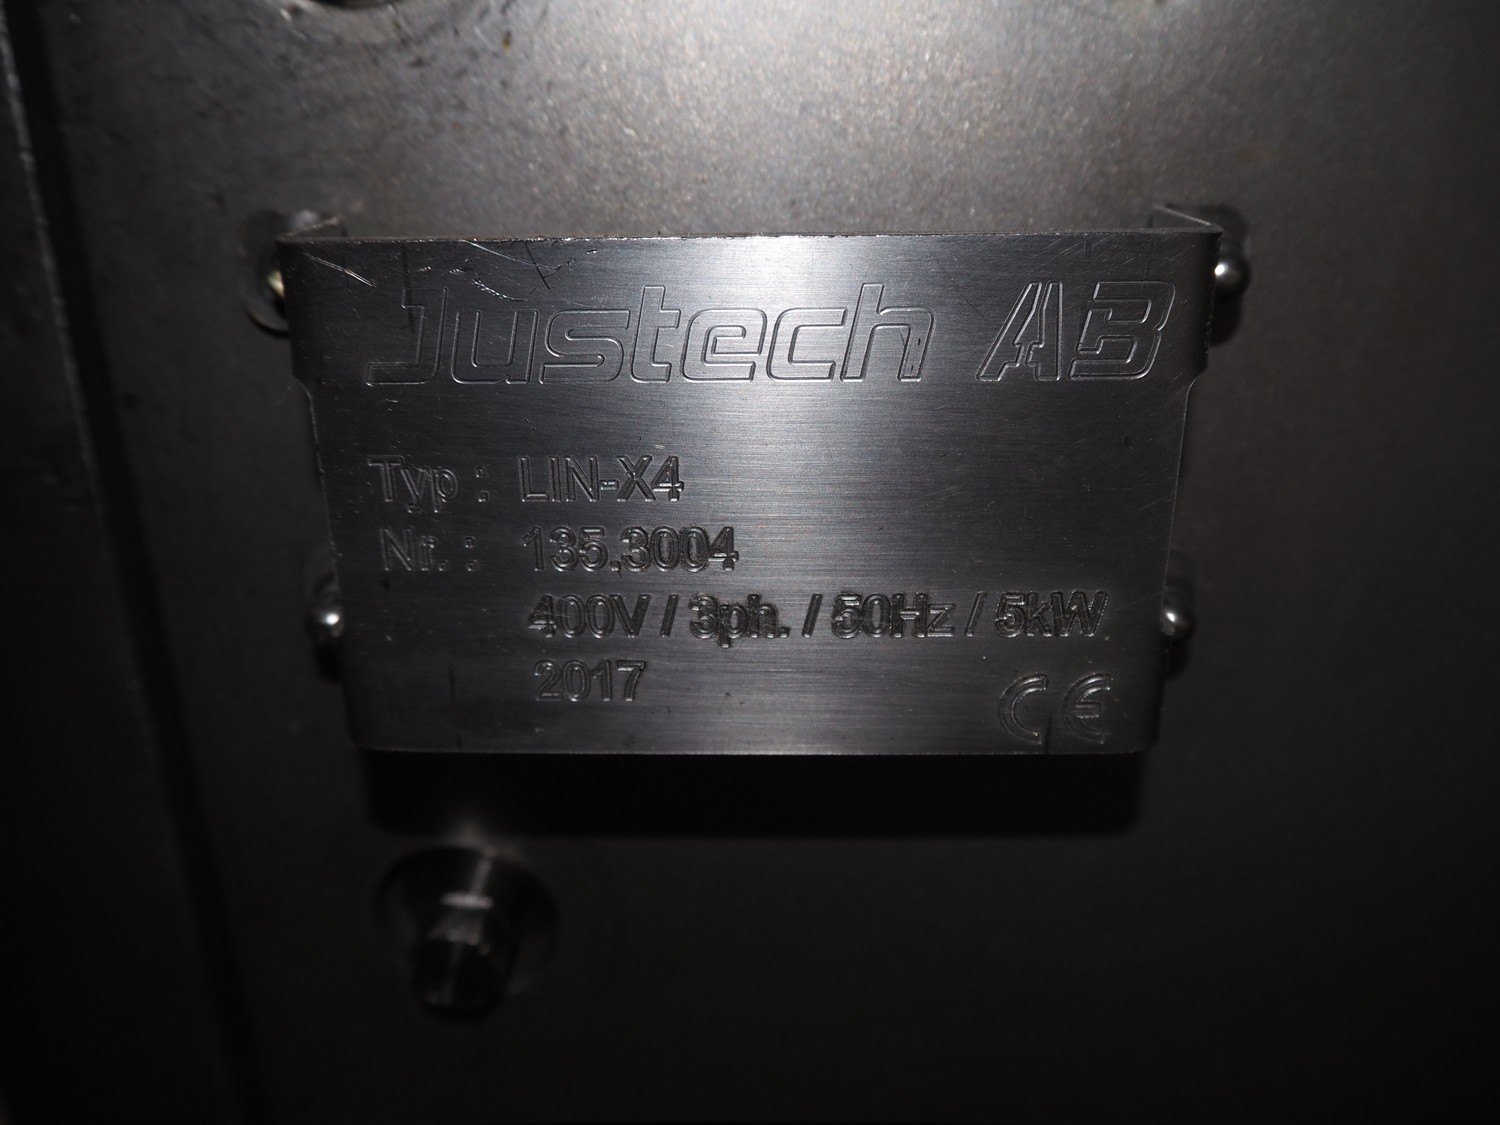 Justech AB
Typ : LIN-X4
Nr. : 135.3004
400V / 3ph. / 50Hz / 5kW
2017
CE